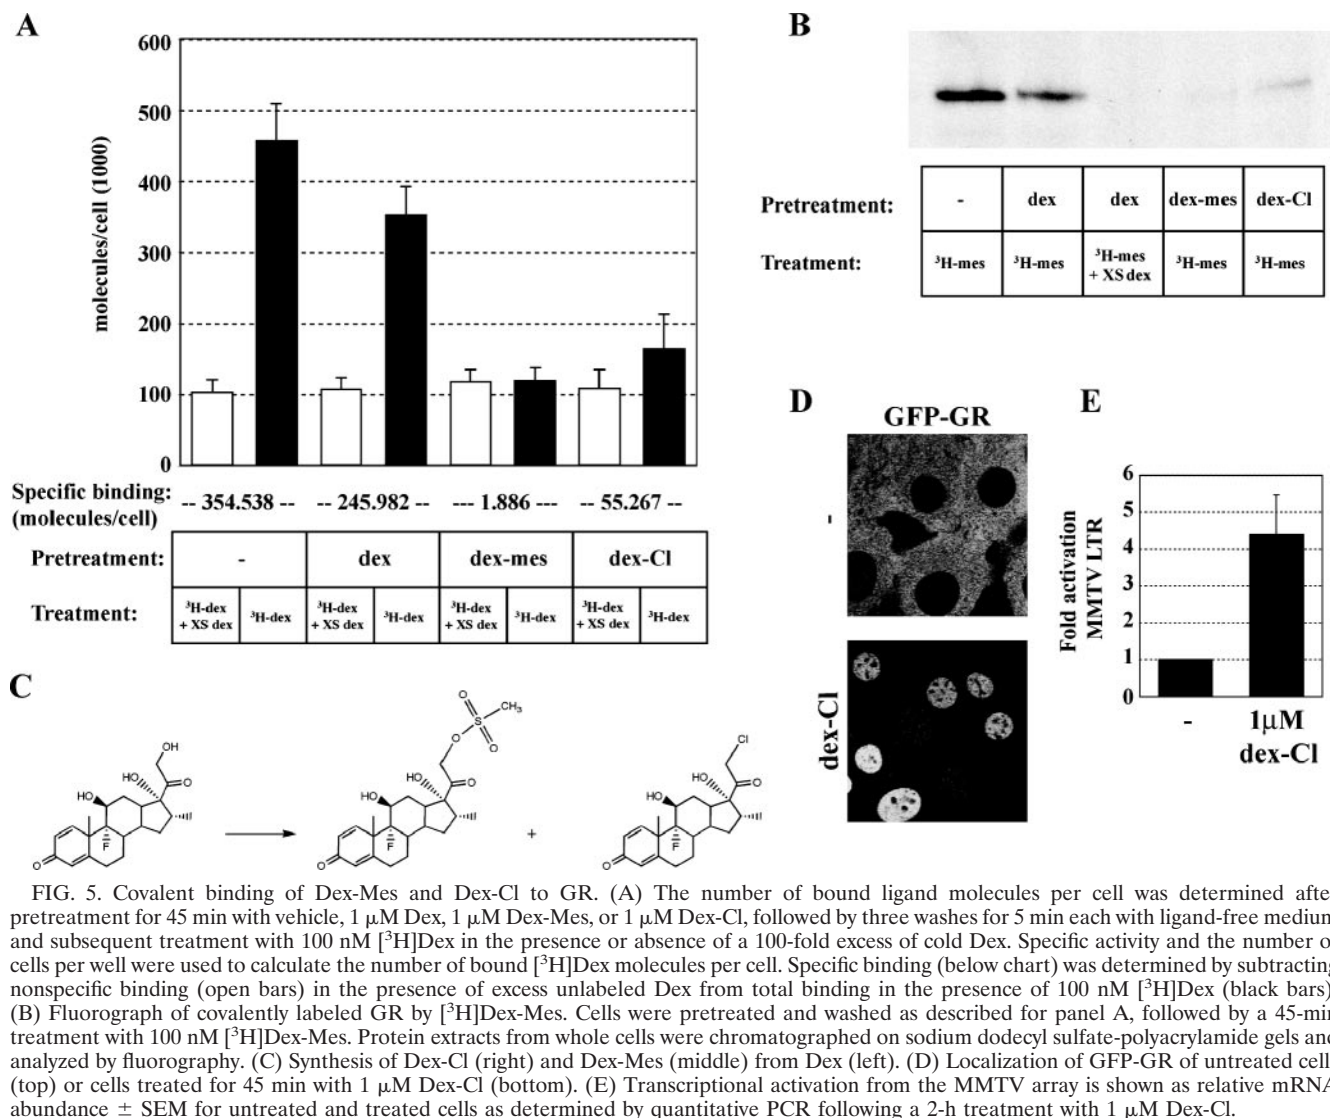 A
600
500
400
300
200
100
0
molecules/cell (1000)
Specific binding: -- 354.538 -- -- 245.982 -- --- 1.886 --- -- 55.267 --
(molecules/cell)
Pretreatment: - dex dex-mes dex-Cl
Treatment: ³H-dex + XS dex ³H-dex ³H-dex + XS dex ³H-dex ³H-dex + XS dex ³H-dex ³H-dex + XS dex ³H-dex
B
Pretreatment: - dex dex dex-mes dex-Cl
Treatment: ³H-mes ³H-mes ³H-mes + XS dex ³H-mes ³H-mes
C
OH
HO
O
HO
F
O
O
S
CH₃
O
O
HO
O
HO
F
O
+
Cl
HO
O
HO
F
O
D
GFP-GR
-
dex-Cl
E
6
5
4
3
2
1
0
Fold activation
MMTV LTR
- 1µM
dex-Cl
FIG. 5. Covalent binding of Dex-Mes and Dex-Cl to GR. (A) The number of bound ligand molecules per cell was determined afte
pretreatment for 45 min with vehicle, 1 µM Dex, 1 µM Dex-Mes, or 1 µM Dex-Cl, followed by three washes for 5 min each with ligand-free medium
and subsequent treatment with 100 nM [³H]Dex in the presence or absence of a 100-fold excess of cold Dex. Specific activity and the number o
cells per well were used to calculate the number of bound [³H]Dex molecules per cell. Specific binding (below chart) was determined by subtracting
nonspecific binding (open bars) in the presence of excess unlabeled Dex from total binding in the presence of 100 nM [³H]Dex (black bars)
(B) Fluorograph of covalently labeled GR by [³H]Dex-Mes. Cells were pretreated and washed as described for panel A, followed by a 45-min
treatment with 100 nM [³H]Dex-Mes. Protein extracts from whole cells were chromatographed on sodium dodecyl sulfate-polyacrylamide gels and
analyzed by fluorography. (C) Synthesis of Dex-Cl (right) and Dex-Mes (middle) from Dex (left). (D) Localization of GFP-GR of untreated cell
(top) or cells treated for 45 min with 1 µM Dex-Cl (bottom). (E) Transcriptional activation from the MMTV array is shown as relative mRNA
abundance ± SEM for untreated and treated cells as determined by quantitative PCR following a 2-h treatment with 1 µM Dex-Cl.